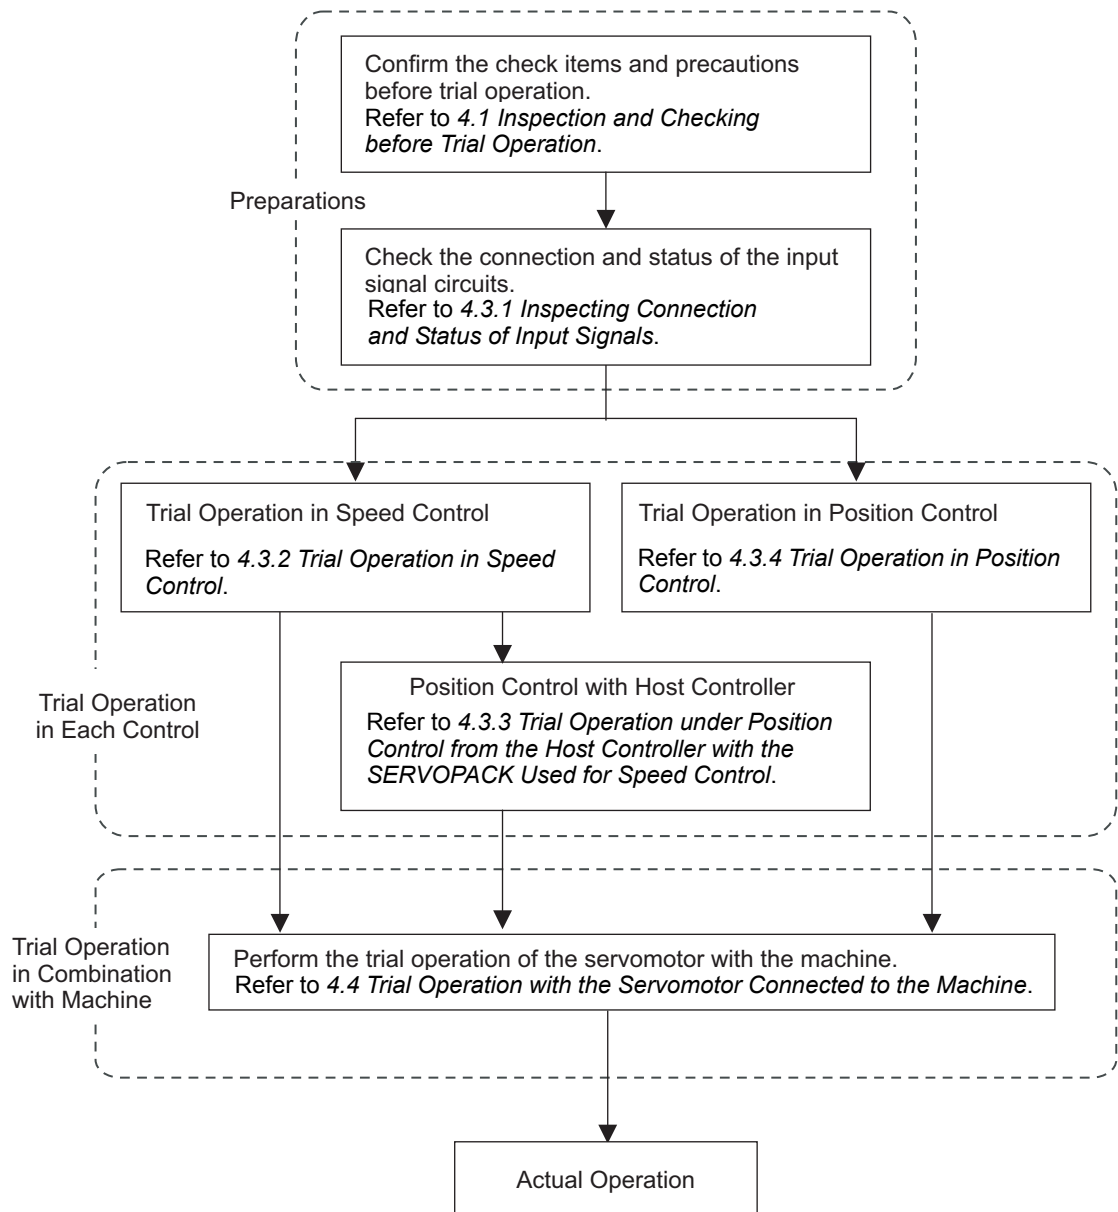 Confirm the check items and precautions
before trial operation.
Refer to 4.1 Inspection and Checking
before Trial Operation.
Preparations
Check the connection and status of the input
signal circuits.
Refer to 4.3.1 Inspecting Connection
and Status of Input Signals.
Trial Operation in Speed Control
Refer to 4.3.2 Trial Operation in Speed
Control.
Trial Operation in Position Control
Refer to 4.3.4 Trial Operation in Position
Control.
Trial Operation
in Each Control
Position Control with Host Controller
Refer to 4.3.3 Trial Operation under Position
Control from the Host Controller with the
SERVOPACK Used for Speed Control.
Trial Operation
in Combination
with Machine
Perform the trial operation of the servomotor with the machine.
Refer to 4.4 Trial Operation with the Servomotor Connected to the Machine.
Actual Operation